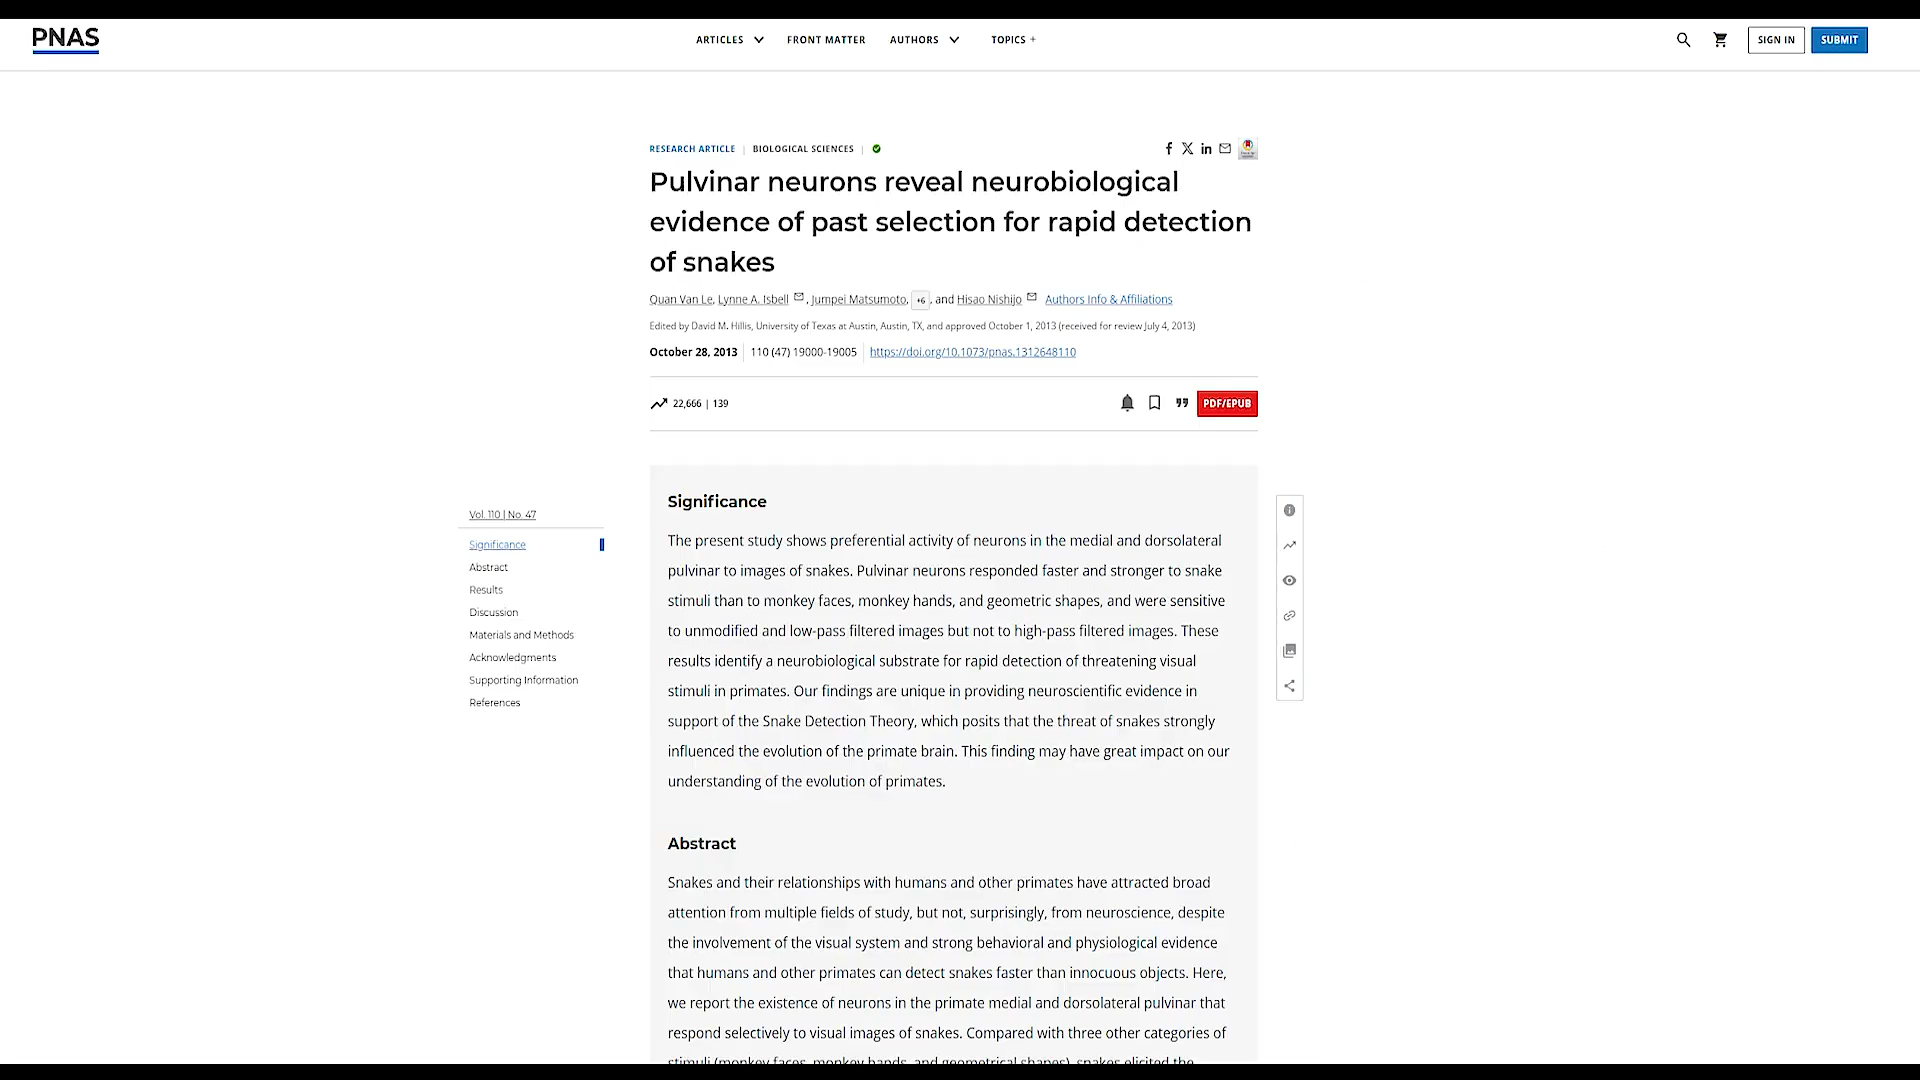 PNAS
ARTICLES FRONT MATTER AUTHORS TOPICS +
SIGN IN SUBMIT
RESEARCH ARTICLE | BIOLOGICAL SCIENCES |
Pulvinar neurons reveal neurobiological
evidence of past selection for rapid detection
of snakes
Quan Van Le, Lynne A. Isbell , Jumpei Matsumoto, +6 , and Hisao Nishijo Authors Info & Affiliations
Edited by David M. Hillis, University of Texas at Austin, Austin, TX, and approved October 1, 2013 (received for review July 4, 2013)
October 28, 2013 110 (47) 19000-19005 https://doi.org/10.1073/pnas.1312648110
22,666 | 139
PDF/EPUB
Vol. 110 | No. 47
Significance
Abstract
Results
Discussion
Materials and Methods
Acknowledgments
Supporting Information
References
Significance
The present study shows preferential activity of neurons in the medial and dorsolateral
pulvinar to images of snakes. Pulvinar neurons responded faster and stronger to snake
stimuli than to monkey faces, monkey hands, and geometric shapes, and were sensitive
to unmodified and low-pass filtered images but not to high-pass filtered images. These
results identify a neurobiological substrate for rapid detection of threatening visual
stimuli in primates. Our findings are unique in providing neuroscientific evidence in
support of the Snake Detection Theory, which posits that the threat of snakes strongly
influenced the evolution of the primate brain. This finding may have great impact on our
understanding of the evolution of primates.
Abstract
Snakes and their relationships with humans and other primates have attracted broad
attention from multiple fields of study, but not, surprisingly, from neuroscience, despite
the involvement of the visual system and strong behavioral and physiological evidence
that humans and other primates can detect snakes faster than innocuous objects. Here,
we report the existence of neurons in the primate medial and dorsolateral pulvinar that
respond selectively to visual images of snakes. Compared with three other categories of
stimuli (monkey faces, monkey hands, and geometrical shapes), snakes elicited the